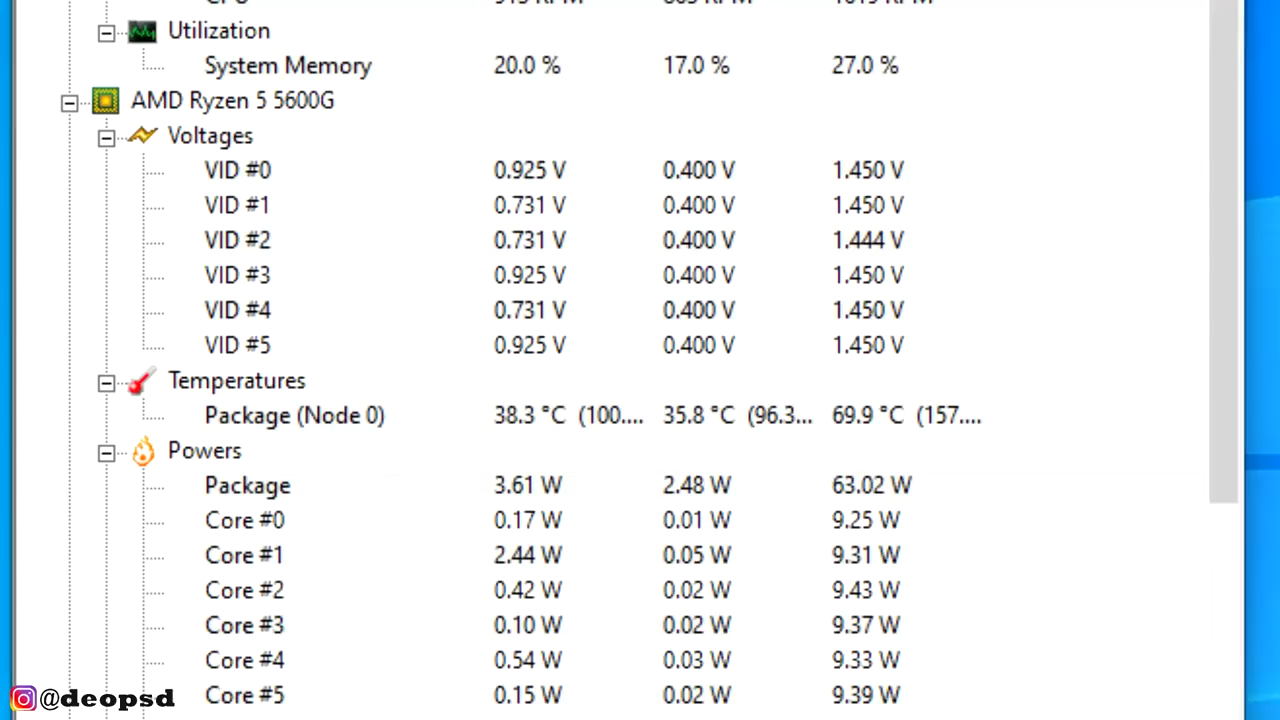 Utilization
System Memory 20.0 % 17.0 % 27.0 %
AMD Ryzen 5 5600G
Voltages
VID #0 0.925 V 0.400 V 1.450 V
VID #1 0.731 V 0.400 V 1.450 V
VID #2 0.731 V 0.400 V 1.444 V
VID #3 0.925 V 0.400 V 1.450 V
VID #4 0.731 V 0.400 V 1.450 V
VID #5 0.925 V 0.400 V 1.450 V
Temperatures
Package (Node 0) 38.3 °C (100.... 35.8 °C (96.3... 69.9 °C (157....
Powers
Package 3.61 W 2.48 W 63.02 W
Core #0 0.17 W 0.01 W 9.25 W
Core #1 2.44 W 0.05 W 9.31 W
Core #2 0.42 W 0.02 W 9.43 W
Core #3 0.10 W 0.02 W 9.37 W
Core #4 0.54 W 0.03 W 9.33 W
Core #5 0.15 W 0.02 W 9.39 W
@deopsd